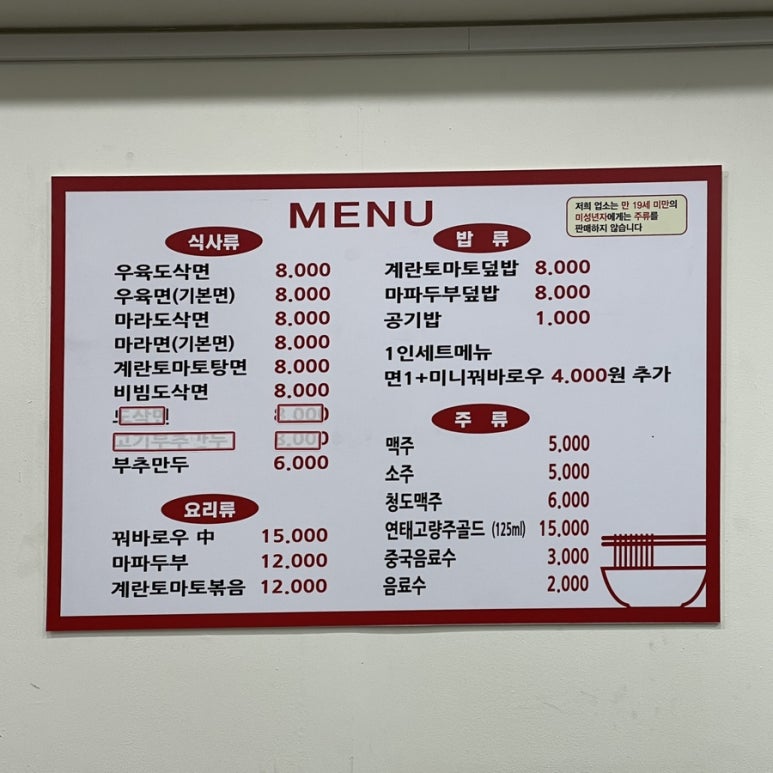 MENU
저희 업소는 만 19세 미만의
미성년자에게는 주류를
판매하지 않습니다
식사류
우육도삭면 8.000
우육면(기본면) 8.000
마라도삭면 8.000
마라면(기본면) 8.000
계란토마토탕면 8.000
비빔도삭면 8.000
고기부추만두 8.000
부추만두 6.000
요리류
꿔바로우 中 15.000
마파두부 12.000
계란토마토볶음 12.000
밥 류
계란토마토덮밥 8.000
마파두부덮밥 8.000
공기밥 1.000
1인세트메뉴
면1+미니꿔바로우 4.000원 추가
주 류
맥주 5,000
소주 5,000
청도맥주 6,000
연태고량주골드 (125ml) 15,000
중국음료수 3,000
음료수 2,000